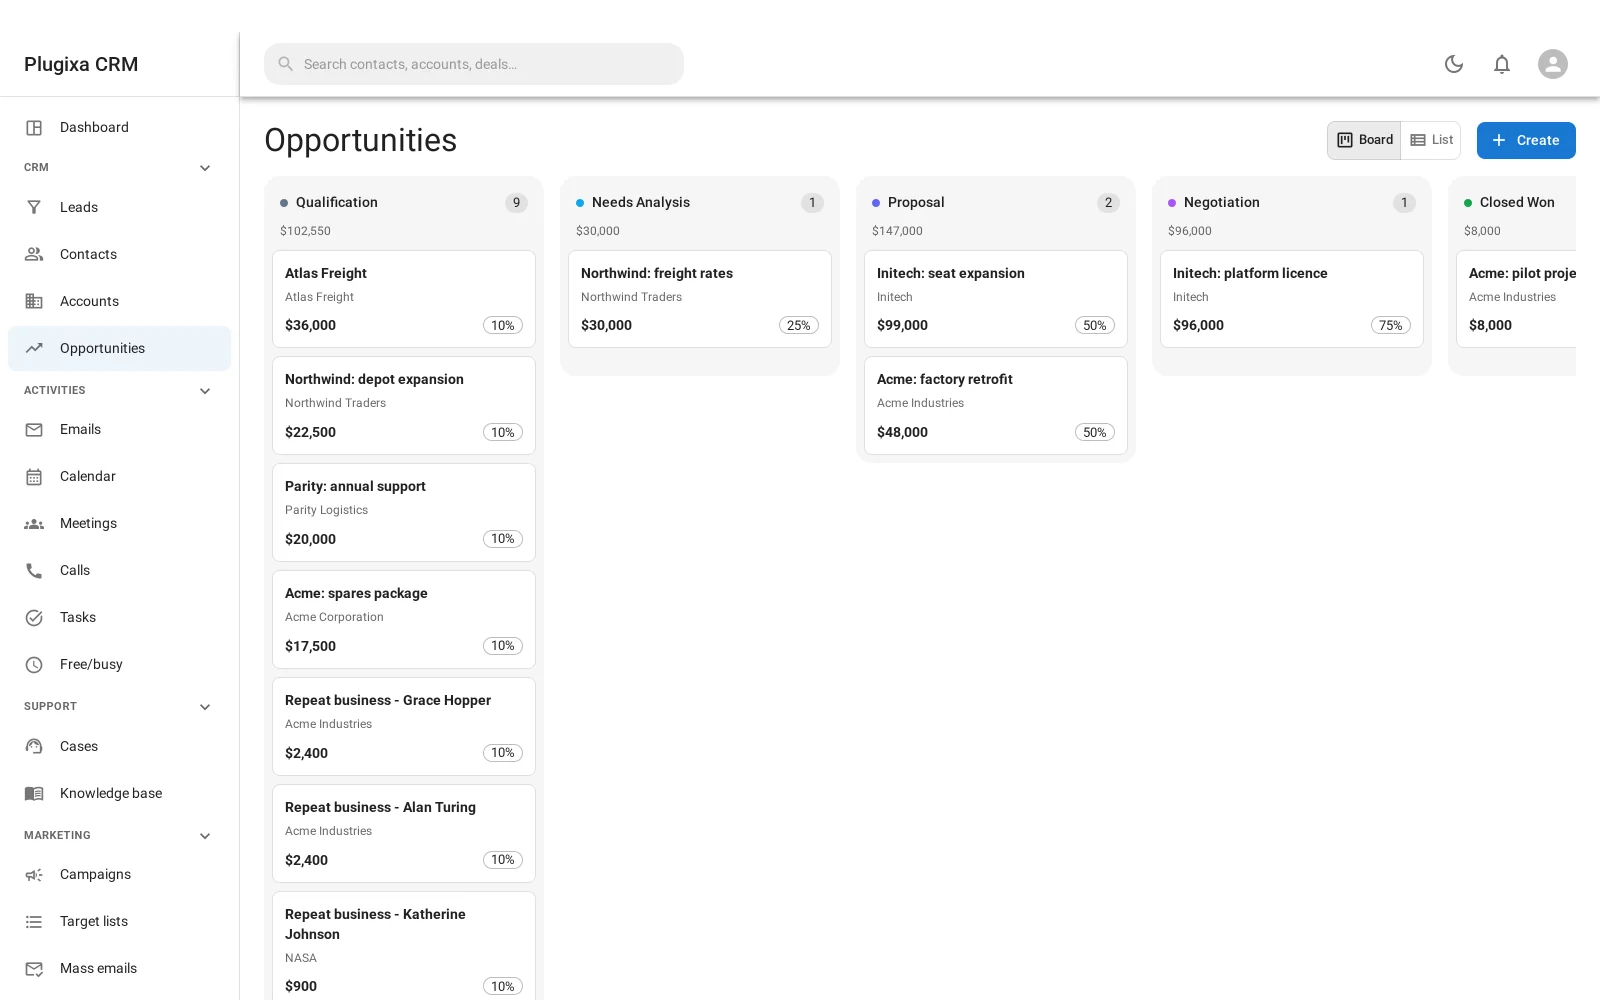 Plugixa CRM
Search contacts, accounts, deals...
Dashboard
CRM
Leads
Contacts
Accounts
Opportunities
ACTIVITIES
Emails
Calendar
Meetings
Calls
Tasks
Free/busy
SUPPORT
Cases
Knowledge base
MARKETING
Campaigns
Target lists
Mass emails
Opportunities
Board
List
Create
Qualification 9
$102,550
Atlas Freight
Atlas Freight
$36,000 10%
Northwind: depot expansion
Northwind Traders
$22,500 10%
Parity: annual support
Parity Logistics
$20,000 10%
Acme: spares package
Acme Corporation
$17,500 10%
Repeat business - Grace Hopper
Acme Industries
$2,400 10%
Repeat business - Alan Turing
Acme Industries
$2,400 10%
Repeat business - Katherine
Johnson
NASA
$900 10%
Needs Analysis 1
$30,000
Northwind: freight rates
Northwind Traders
$30,000 25%
Proposal 2
$147,000
Initech: seat expansion
Initech
$99,000 50%
Acme: factory retrofit
Acme Industries
$48,000 50%
Negotiation 1
$96,000
Initech: platform licence
Initech
$96,000 75%
Closed Won
$8,000
Acme: pilot proje
Acme Industries
$8,000